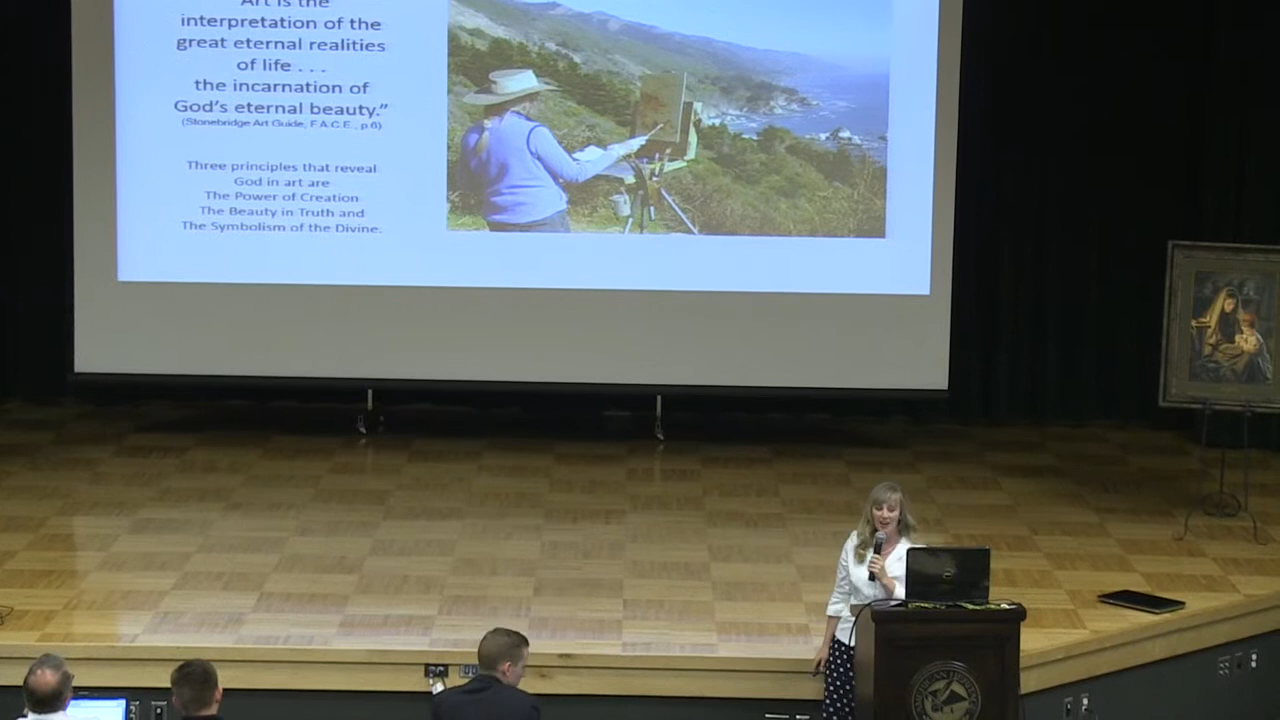 Art is the
interpretation of the
great eternal realities
of life . . .
the incarnation of
God's eternal beauty."
(Stonebridge Art Guide, F.A.C.E., p.6)
Three principles that reveal
God in art are
The Power of Creation
The Beauty in Truth and
The Symbolism of the Divine.
AMERICAN HERITAGE